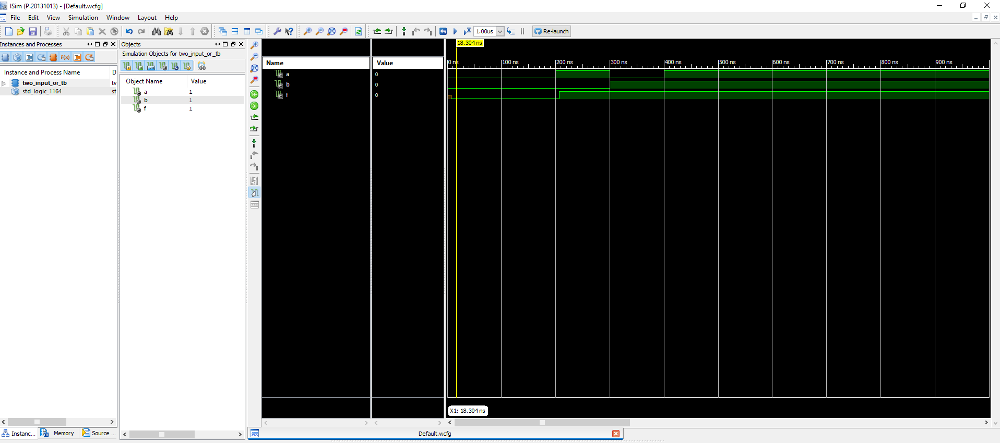 ISim (P.20131013) - [Default.wcfg]
File Edit View Simulation Window Layout Help
1.00us Re-launch
Instances and Processes
Instance and Process Name D
two_input_or_tb tv
std_logic_1164 st
Instanc... Memory Source ...
Objects
Simulation Objects for two_input_or_tb
Object Name Value
a 1
b 1
f 1
Name Value
a 0
b 0
f 0
18.304 ns
0 ns 100 ns 200 ns 300 ns 400 ns 500 ns 600 ns 700 ns 800 ns 900 ns
X1: 18.304 ns
Default.wcfg